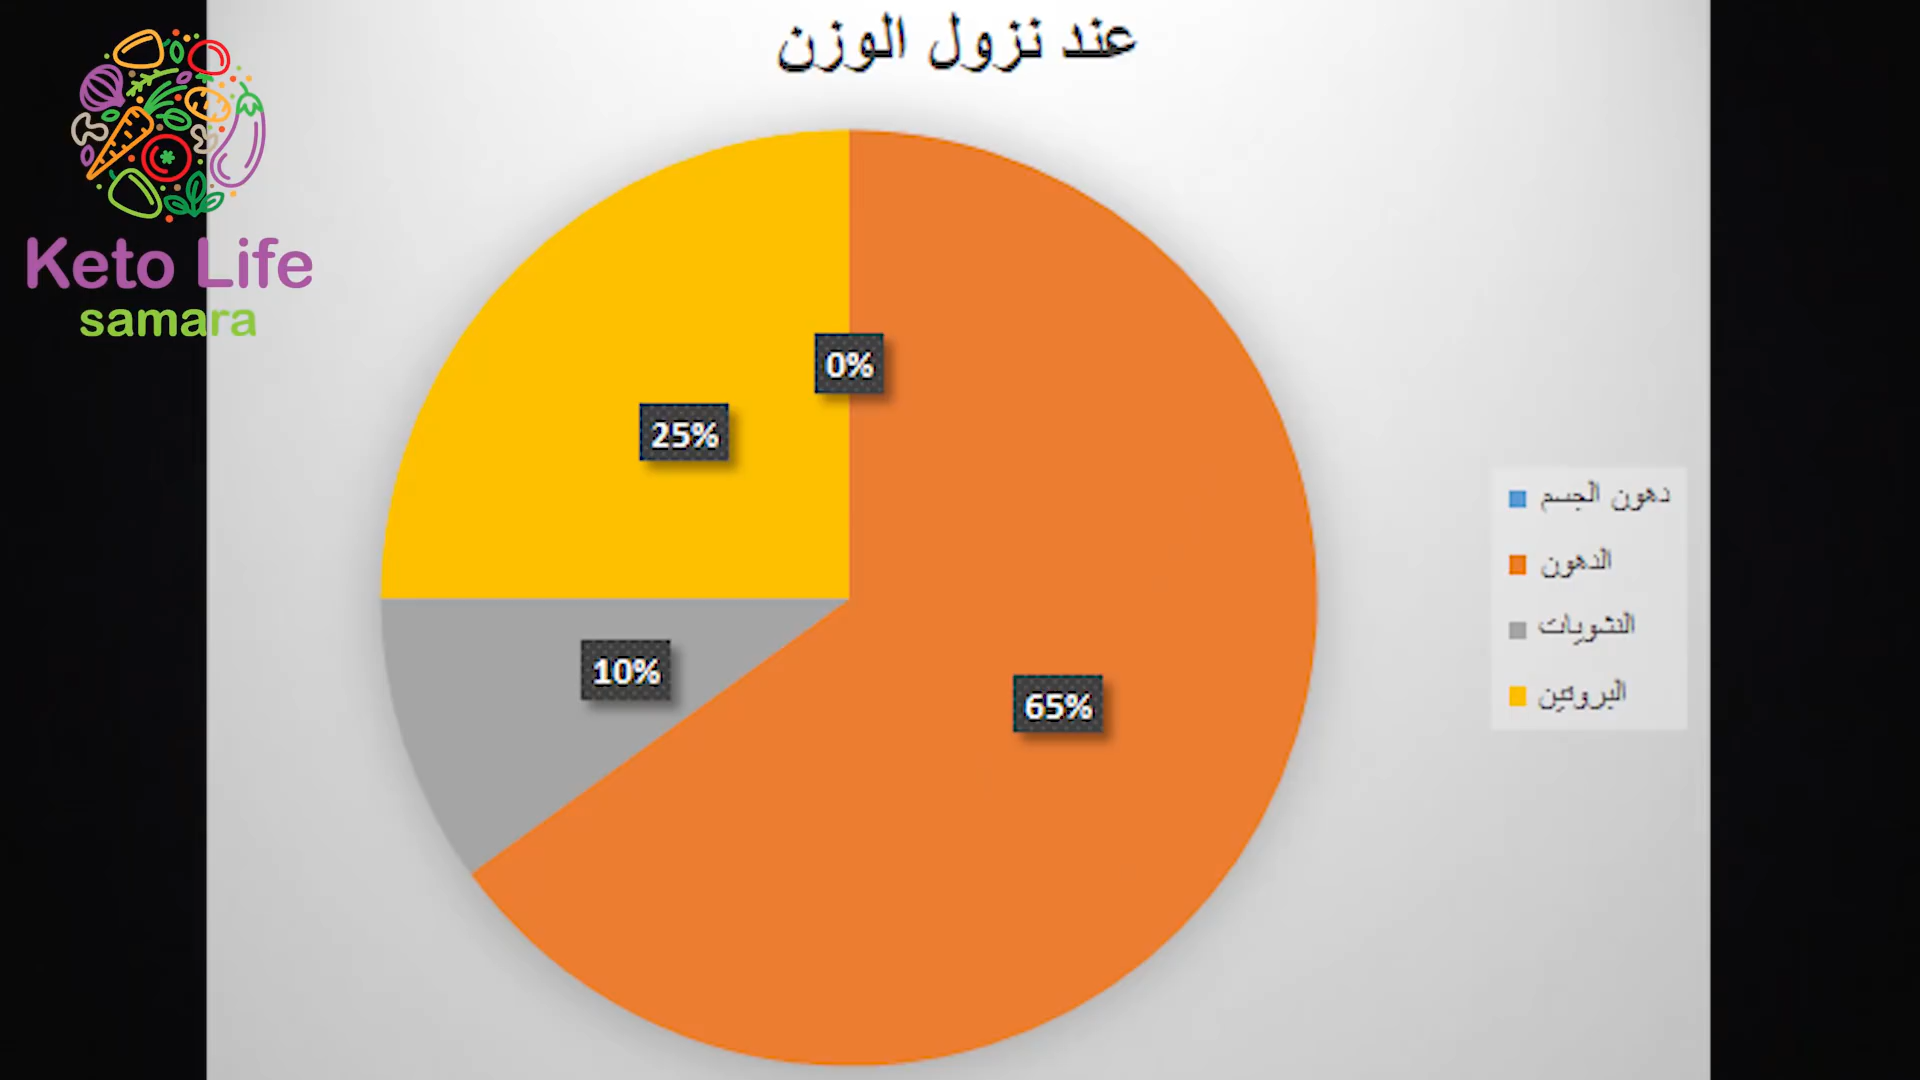 عند نزول الوزن
Keto Life
samara
0%
25%
10%
65%
دهون الجسم
الدهون
النشويات
البروتين